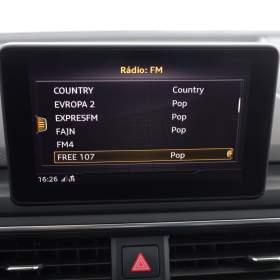 Rádio: FM
COUNTRY Country
EVROPA 2 Pop
EXPRESFM Pop
FAJN Pop
FM4
FREE 107 Pop
16:26